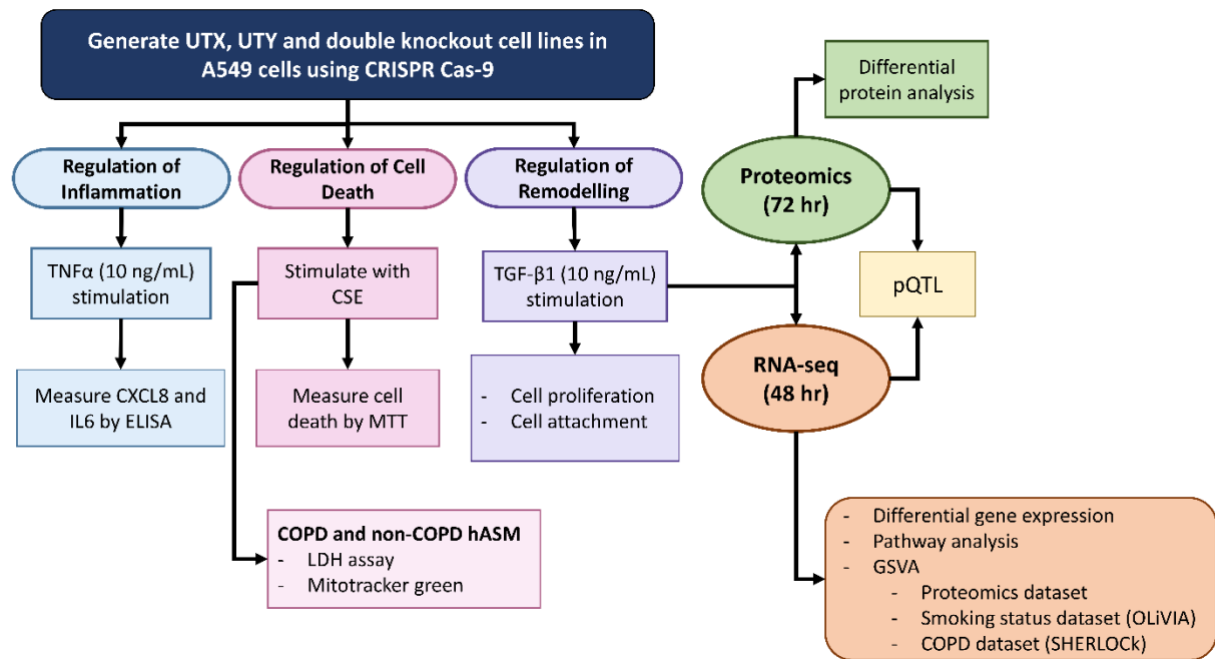 Generate UTX, UTY and double knockout cell lines in
A549 cells using CRISPR Cas-9
Regulation of
Inflammation
TNFα (10 ng/mL)
stimulation
Measure CXCL8 and
IL6 by ELISA
Regulation of Cell
Death
Stimulate with
CSE
Measure cell
death by MTT
COPD and non-COPD hASM
- LDH assay
- Mitotracker green
Regulation of
Remodelling
TGF-β1 (10 ng/mL)
stimulation
- Cell proliferation
- Cell attachment
Proteomics
(72 hr)
Differential
protein analysis
pQTL
RNA-seq
(48 hr)
- Differential gene expression
- Pathway analysis
- GSVA
- Proteomics dataset
- Smoking status dataset (OLiVIA)
- COPD dataset (SHERLOCk)